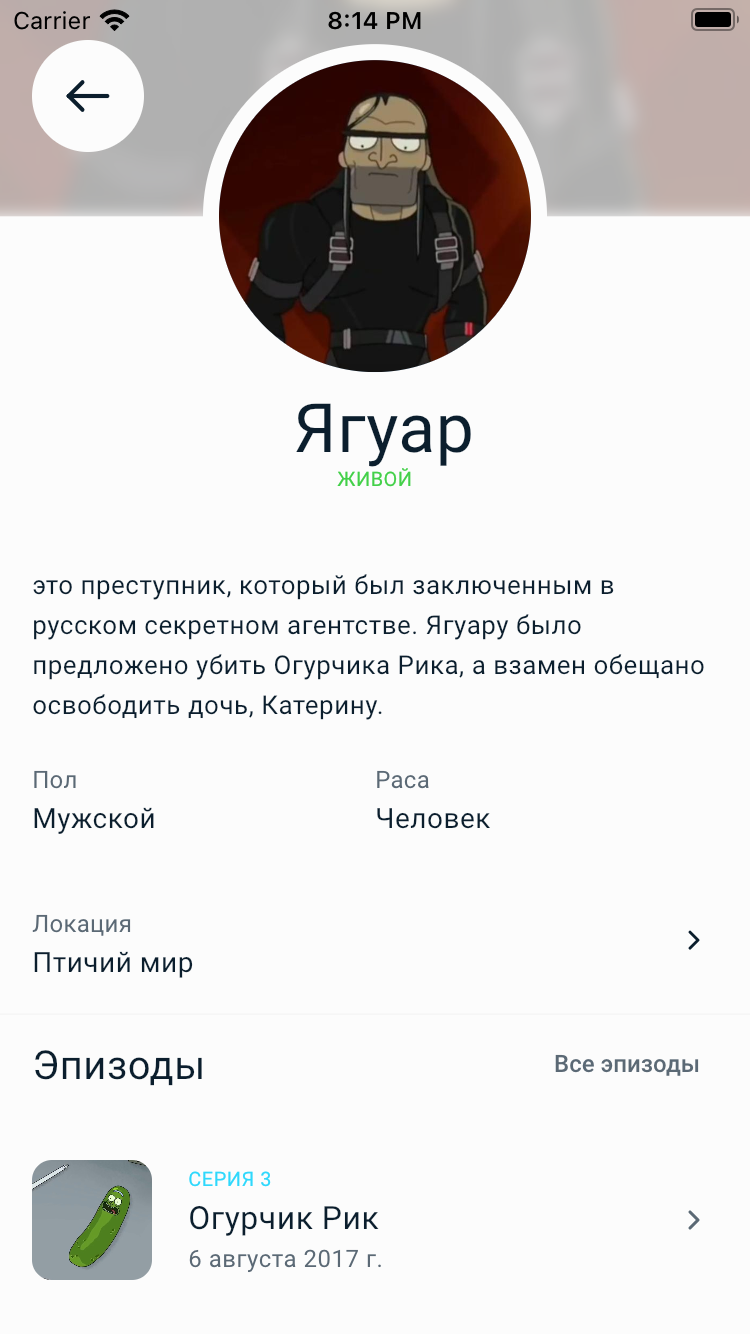 Carrier 8:14 PM
Ягуар
ЖИВОЙ
это преступник, который был заключенным в
русском секретном агентстве. Ягуару было
предложено убить Огурчика Рика, а взамен обещано
освободить дочь, Катерину.
Пол Раса
Мужской Человек
Локация
Птичий мир
Эпизоды Все эпизоды
СЕРИЯ 3
Огурчик Рик
6 августа 2017 г.